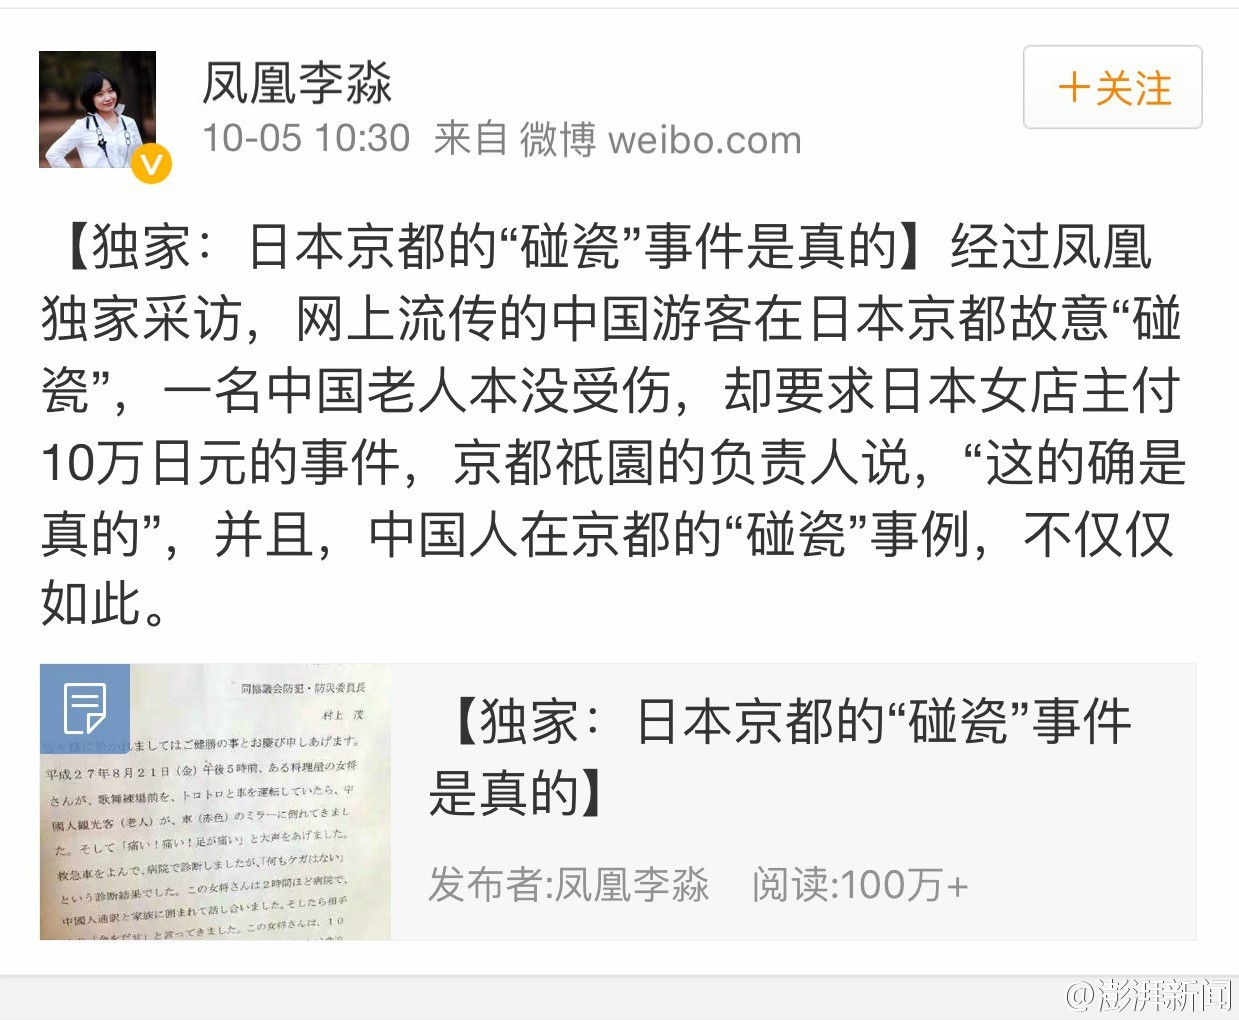 凤凰李淼
+关注
10-05 10:30 来自 微博 weibo.com
【独家：日本京都的“碰瓷”事件是真的】经过凤凰
独家采访，网上流传的中国游客在日本京都故意“碰
瓷”，一名中国老人本没受伤，却要求日本女店主付
10万日元的事件，京都祇園的负责人说，“这的确是
真的”，并且，中国人在京都的“碰瓷”事例，不仅仅
如此。
同協議会防犯・防災委員長
村上 茂
ましてはご健勝の事とお慶び申しあげます。
平成27年8月21日（金）午後5時前、ある料理屋の女将
さんが、歌舞練場前を、トロトロと車を運転していたら、中
國人観光客（老人）が、車（赤色）のミラーに倒れてきまし
た。そして「痛い！痛い！足が痛い」と大声をあげました。
救急車をよんで、病院で診断しましたが、「何もケガはない」
という診断結果でした。この女将さんは2時間ほど病院で、
中國人通訳と家族に囲まれて話し合いました。そしたら相手
「金をだせ」と言ってきました。この女将さんは、10
【独家：日本京都的“碰瓷”事件
是真的】
发布者:凤凰李淼 阅读:100万+
@澎湃新闻